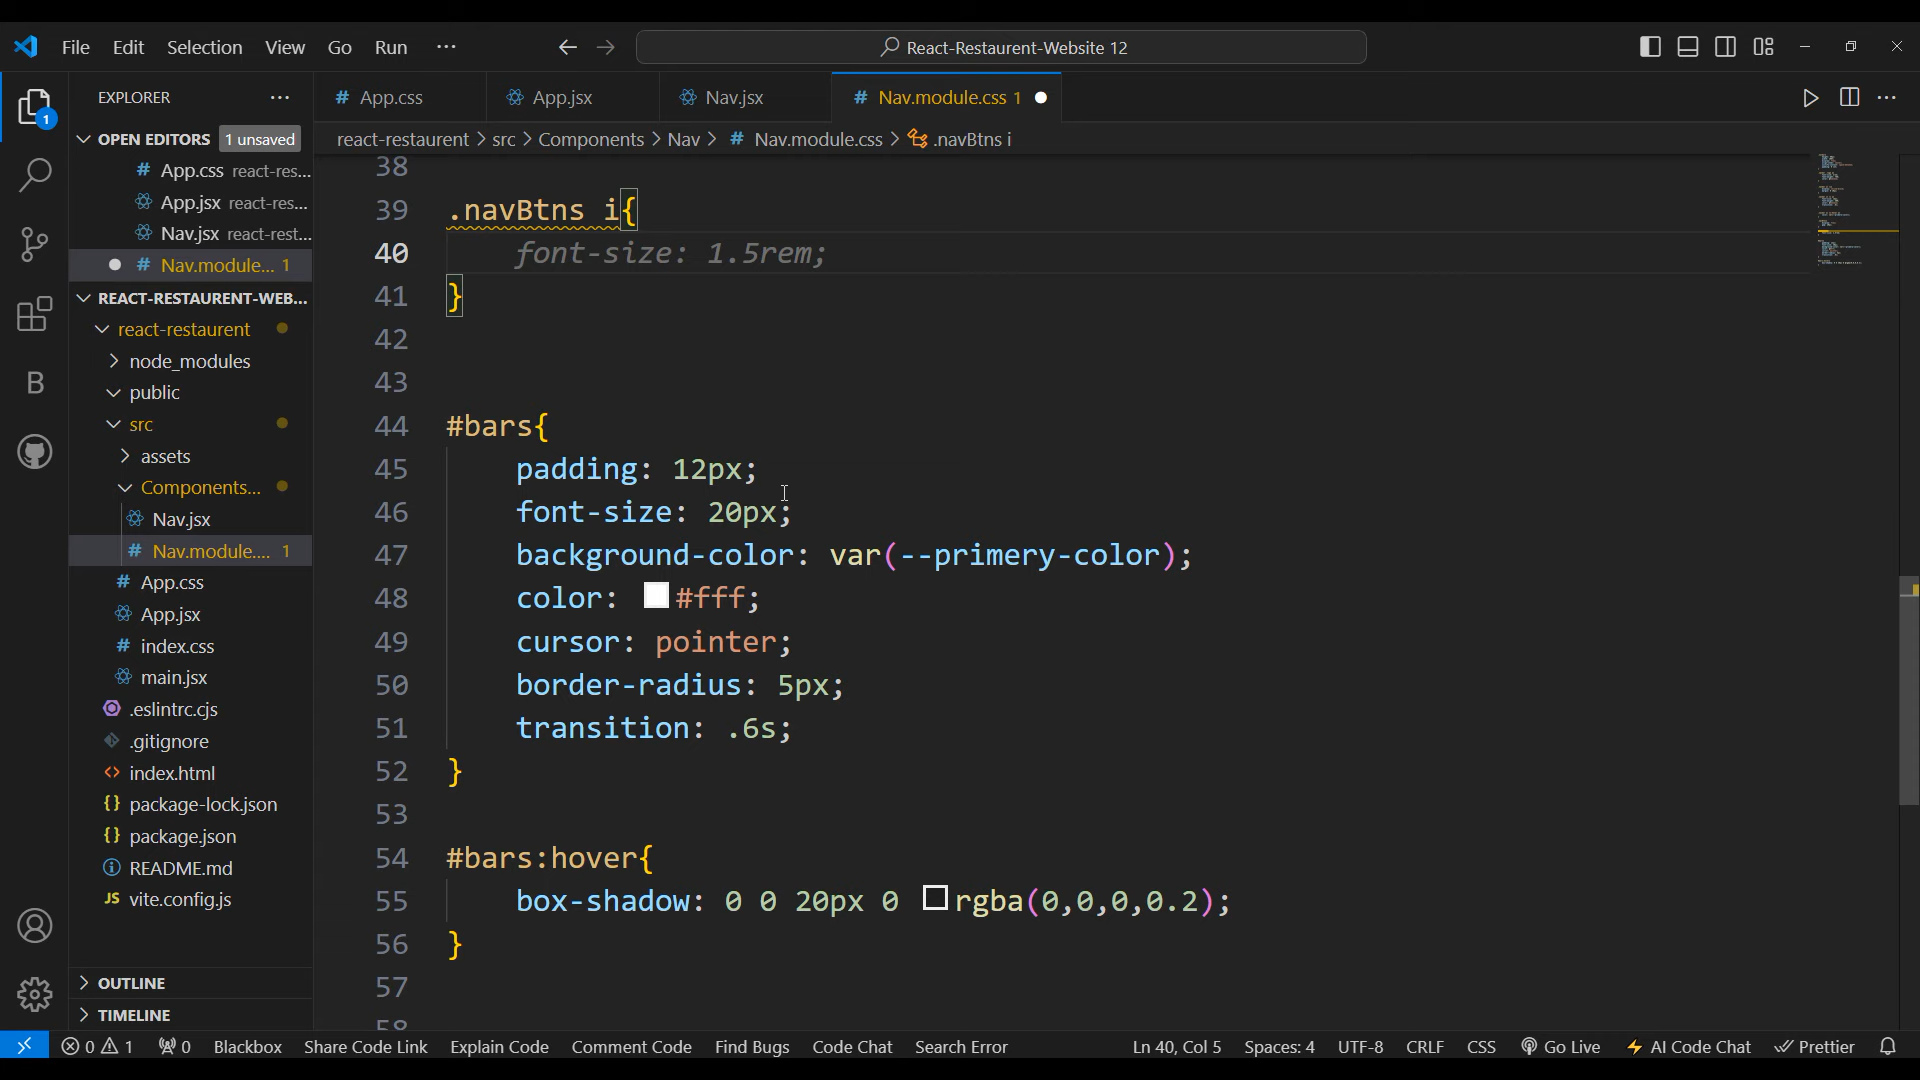 File Edit Selection View Go Run ···
React-Restaurent-Website 12
EXPLORER ···
OPEN EDITORS 1 unsaved
# App.css react-res...
App.jsx react-res...
Nav.jsx react-rest...
# Nav.module... 1
REACT-RESTAURENT-WEB...
react-restaurent
node_modules
public
src
assets
Components...
Nav.jsx
# Nav.module.... 1
# App.css
App.jsx
# index.css
main.jsx
.eslintrc.cjs
.gitignore
<> index.html
{} package-lock.json
{} package.json
README.md
JS vite.config.js
OUTLINE
TIMELINE
1
B
# App.css App.jsx Nav.jsx # Nav.module.css 1
react-restaurent > src > Components > Nav > # Nav.module.css > .navBtns i
38
39 .navBtns i{
40 font-size: 1.5rem;
41 }
42
43
44 #bars{
45 padding: 12px;
46 font-size: 20px;
47 background-color: var(--primery-color);
48 color: #fff;
49 cursor: pointer;
50 border-radius: 5px;
51 transition: .6s;
52 }
53
54 #bars:hover{
55 box-shadow: 0 0 20px 0 rgba(0,0,0,0.2);
56 }
57
58
0 1 0 Blackbox Share Code Link Explain Code Comment Code Find Bugs Code Chat Search Error Ln 40, Col 5 Spaces: 4 UTF-8 CRLF CSS Go Live AI Code Chat Prettier